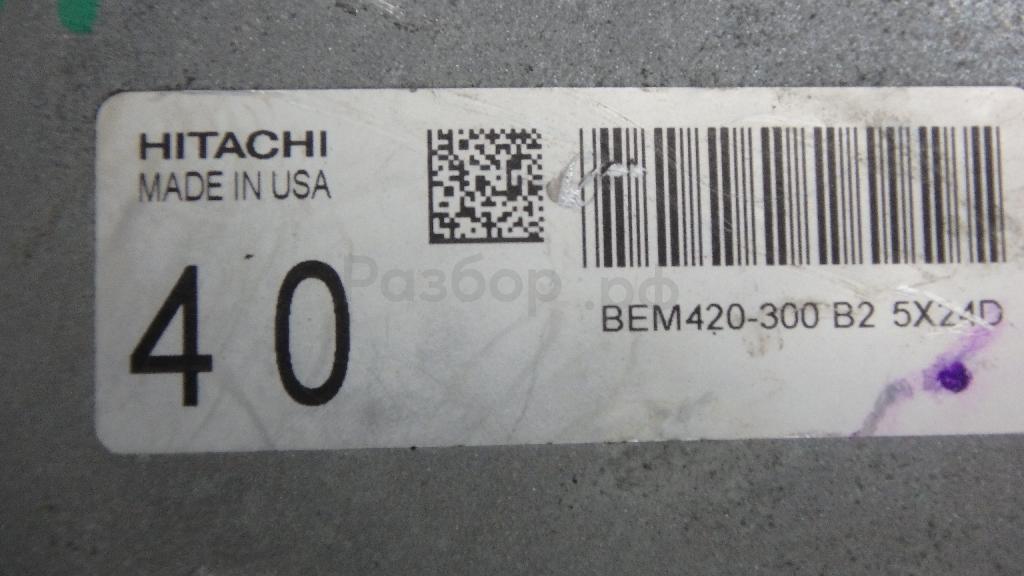 HITACHI
MADE IN USA
40
Разбор.рф
BEM420-300 B2 5X24D